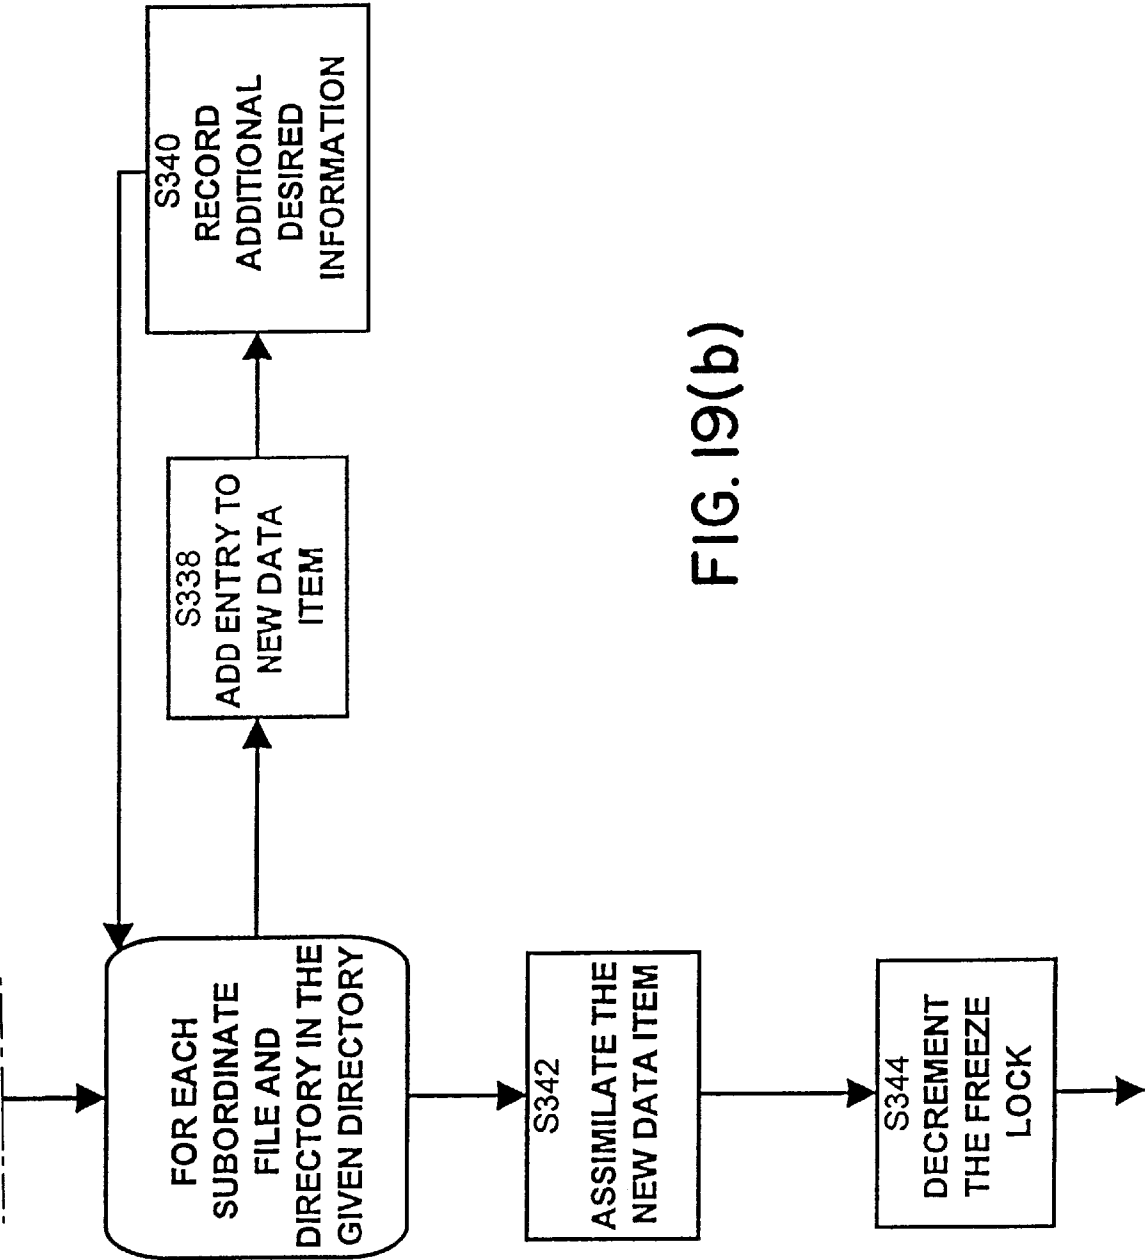 FOR EACH
SUBORDINATE
FILE AND
DIRECTORY IN THE
GIVEN DIRECTORY
S338
ADD ENTRY TO
NEW DATA
ITEM
S340
RECORD
ADDITIONAL
DESIRED
INFORMATION
S342
ASSIMILATE THE
NEW DATA ITEM
S344
DECREMENT
THE FREEZE
LOCK
FIG. 19(b)